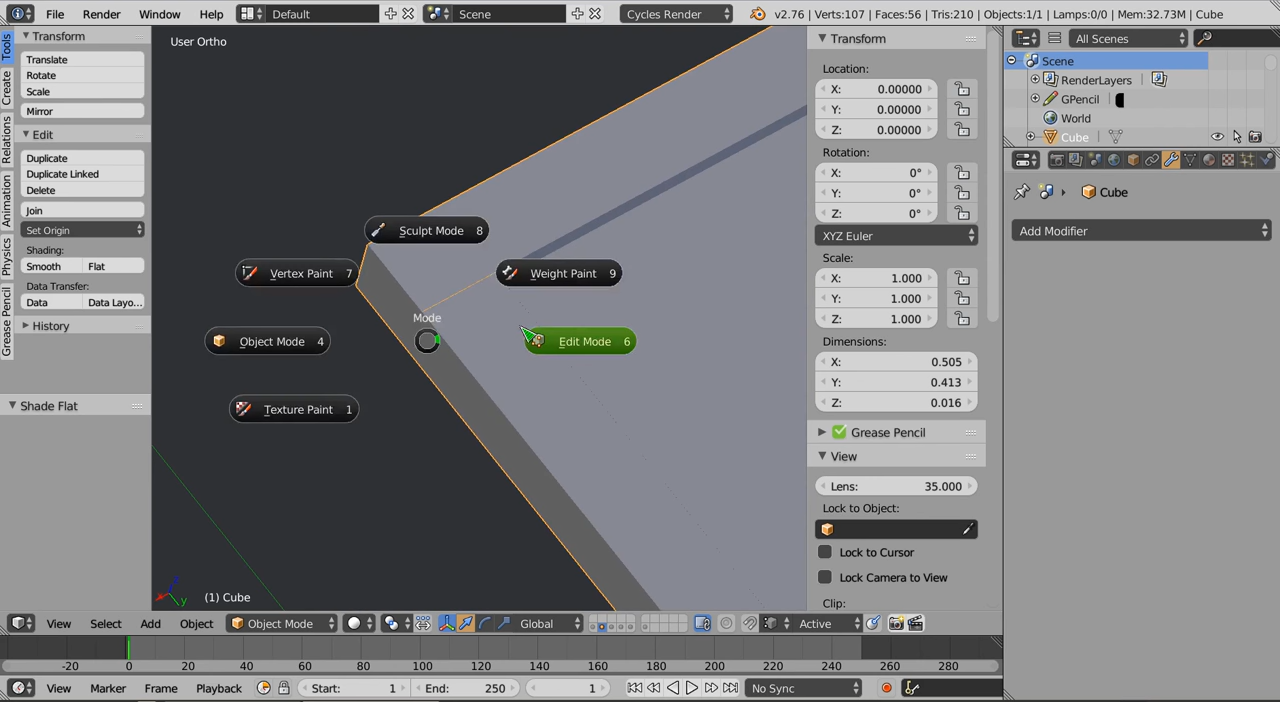 File Render Window Help Default Scene Cycles Render v2.76 | Verts:107 | Faces:56 | Tris:210 | Objects:1/1 | Lamps:0/0 | Mem:32.73M | Cube
Tools
Create
Relations
Animation
Physics
Grease Pencil
Transform
Translate
Rotate
Scale
Mirror
Edit
Duplicate
Duplicate Linked
Delete
Join
Set Origin
Shading:
Smooth Flat
Data Transfer:
Data Data Layo...
History
Shade Flat
User Ortho
Sculpt Mode 8
Vertex Paint 7
Weight Paint 9
Mode
Object Mode 4
Edit Mode 6
Texture Paint 1
(1) Cube
Transform
Location:
X: 0.00000
Y: 0.00000
Z: 0.00000
Rotation:
X: 0°
Y: 0°
Z: 0°
XYZ Euler
Scale:
X: 1.000
Y: 1.000
Z: 1.000
Dimensions:
X: 0.505
Y: 0.413
Z: 0.016
Grease Pencil
View
Lens: 35.000
Lock to Object:
Lock to Cursor
Lock Camera to View
Clip:
All Scenes
Scene
RenderLayers
GPencil
World
Cube
Cube
Add Modifier
View Select Add Object Object Mode Global Active
-20 0 20 40 60 80 100 120 140 160 180 200 220 240 260 280
View Marker Frame Playback Start: 1 End: 250 1 No Sync